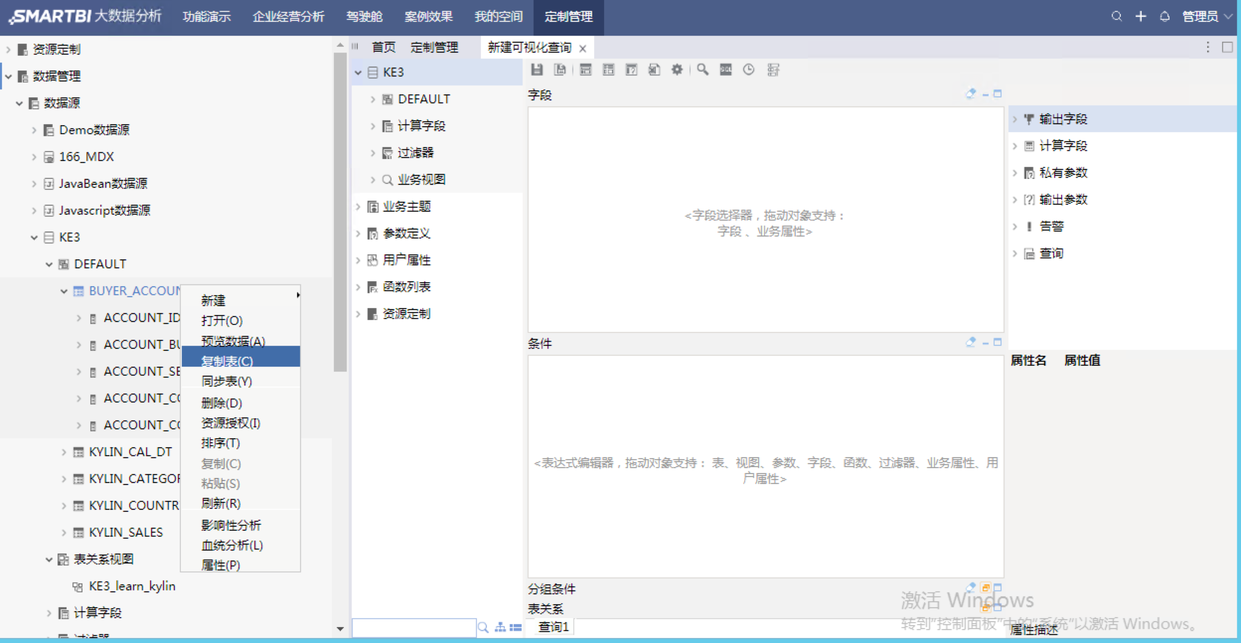 SMARTBI 大数据分析 功能演示 企业经营分析 驾驶舱 案例效果 我的空间 定制管理 管理员
资源定制
数据管理
数据源
Demo数据源
166_MDX
JavaBean数据源
Javascript数据源
KE3
DEFAULT
BUYER_ACCOUN
ACCOUNT_ID
ACCOUNT_BU
ACCOUNT_SE
ACCOUNT_CO
ACCOUNT_CO
KYLIN_CAL_DT
KYLIN_CATEGOR
KYLIN_COUNTR
KYLIN_SALES
表关系视图
KE3_learn_kylin
计算字段
过滤器
新建
打开(O)
预览数据(A)
复制表(C)
同步表(Y)
删除(D)
资源授权(I)
排序(T)
复制(C)
粘贴(S)
刷新(R)
影响性分析
血统分析(L)
属性(P)
首页 定制管理 新建可视化查询
KE3
DEFAULT
计算字段
过滤器
业务视图
业务主题
参数定义
用户属性
函数列表
资源定制
字段
<字段选择器，拖动对象支持：
字段 、业务属性>
条件
<表达式编辑器，拖动对象支持： 表、视图、参数、字段、函数、过滤器、业务属性、用
户属性>
分组条件
表关系
查询1
输出字段
计算字段
私有参数
输出参数
告警
查询
属性名 属性值
属性描述
激活 Windows
转到"控制面板"中的"系统"以激活 Windows。